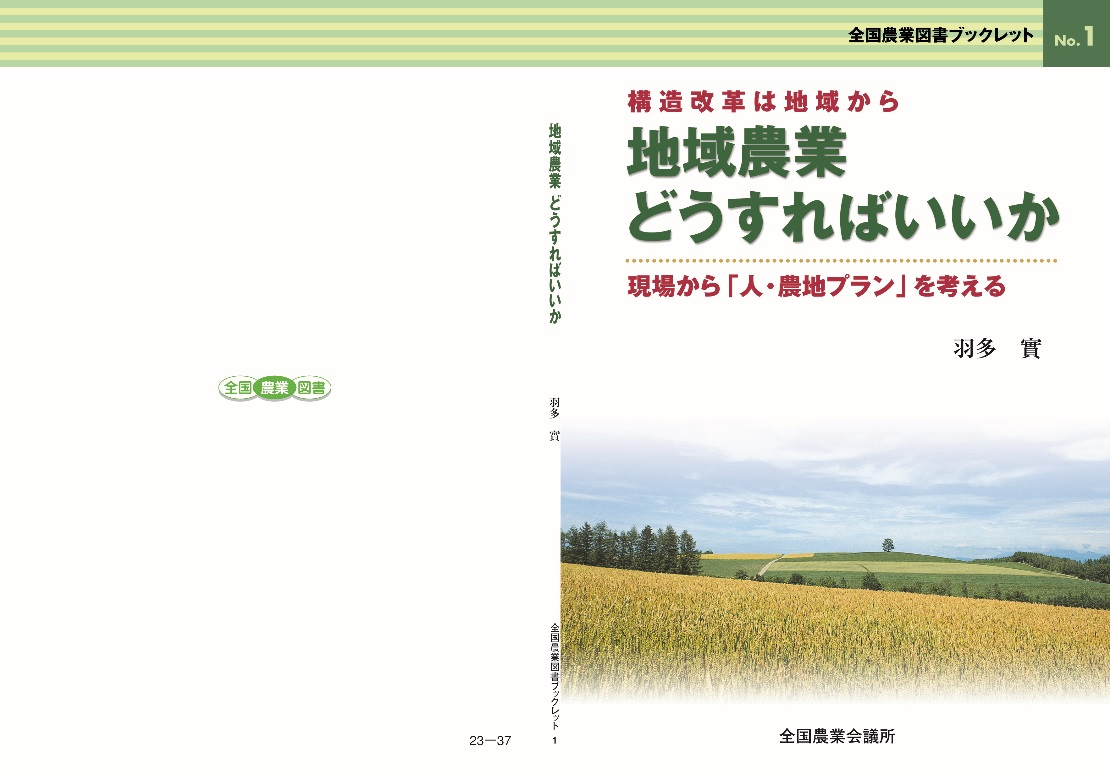 全国農業図書ブックレット
No.1
構造改革は地域から
地域農業
どうすればいいか
現場から「人・農地プラン」を考える
羽多　實
全国農業会議所
地域農業 どうすればいいか
羽多　實
全国農業図書ブックレット 1
全国農業図書
23―37